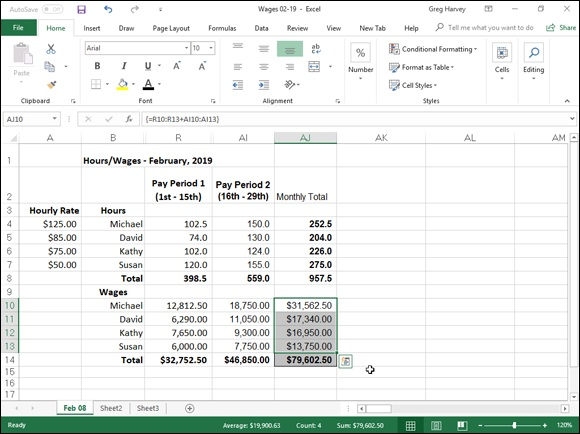 AutoSave Off Wages 02-19 - Excel Greg Harvey
File Home Insert Page Layout Formulas Data Review View New Tab Help Tell me what you want to do Share
Paste Arial 10 A A ab Number Conditional Formatting Cells Editing
B I U A Format as Table
Cell Styles
Clipboard Font Alignment Styles
AJ10 fx {=R10:R13+AI10:AI13}
A B R AI AJ AK AL AM
1 Hours/Wages - February, 2019
Pay Period 1 Pay Period 2
2 (1st - 15th) (16th - 29th) Monthly Total
3 Hourly Rate Hours
4 $125.00 Michael 102.5 150.0 252.5
5 $85.00 David 74.0 130.0 204.0
6 $75.00 Kathy 102.0 124.0 226.0
7 $50.00 Susan 120.0 155.0 275.0
8 Total 398.5 559.0 957.5
9 Wages
10 Michael 12,812.50 18,750.00 $31,562.50
11 David 6,290.00 11,050.00 $17,340.00
12 Kathy 7,650.00 9,300.00 $16,950.00
13 Susan 6,000.00 7,750.00 $13,750.00
14 Total $32,752.50 $46,850.00 $79,602.50
15
16
17
Feb 08 Sheet2 Sheet3
Ready Average: $19,900.63 Count: 4 Sum: $79,602.50 120%